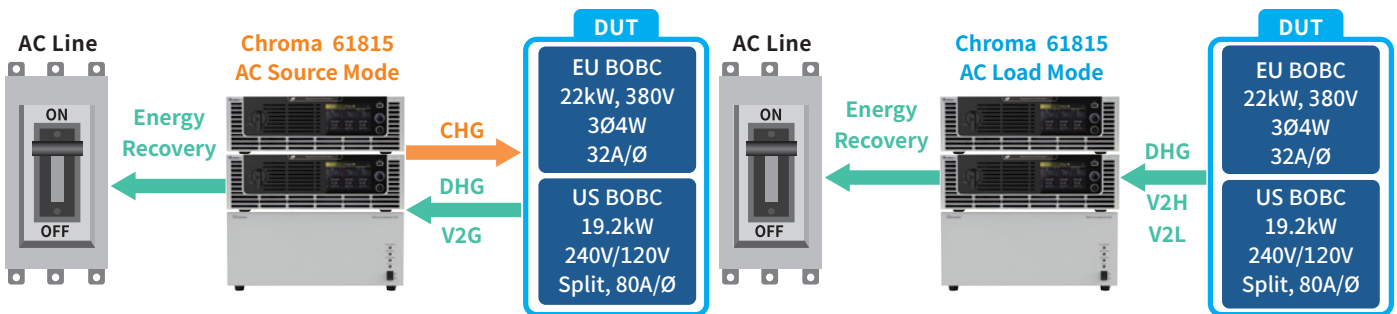 AC Line
ON
OFF
Energy
Recovery
Chroma 61815
AC Source Mode
CHG
DHG
V2G
DUT
EU BOBC
22kW, 380V
3Ø4W
32A/Ø
US BOBC
19.2kW
240V/120V
Split, 80A/Ø
AC Line
ON
OFF
Energy
Recovery
Chroma 61815
AC Load Mode
DHG
V2H
V2L
DUT
EU BOBC
22kW, 380V
3Ø4W
32A/Ø
US BOBC
19.2kW
240V/120V
Split, 80A/Ø